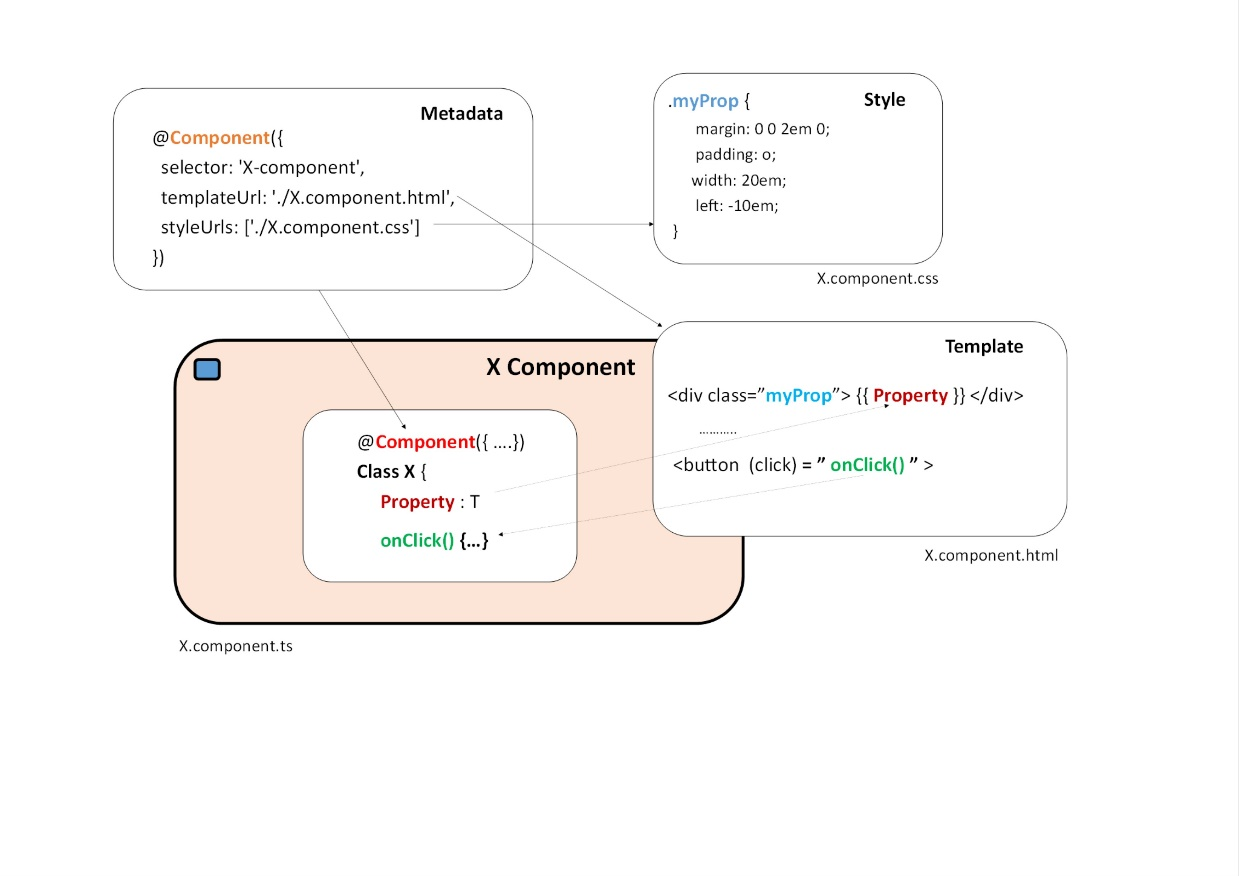 Metadata
@Component({
selector: 'X-component',
templateUrl: './X.component.html',
styleUrls: ['./X.component.css']
})
Style
.myProp {
margin: 0 0 2em 0;
padding: o;
width: 20em;
left: -10em;
}
X.component.css
X Component
@Component({ ....})
Class X {
Property : T
onClick() {...}
X.component.ts
Template
<div class=”myProp”> {{ Property }} </div>
...........
<button (click) = ” onClick() ” >
X.component.html